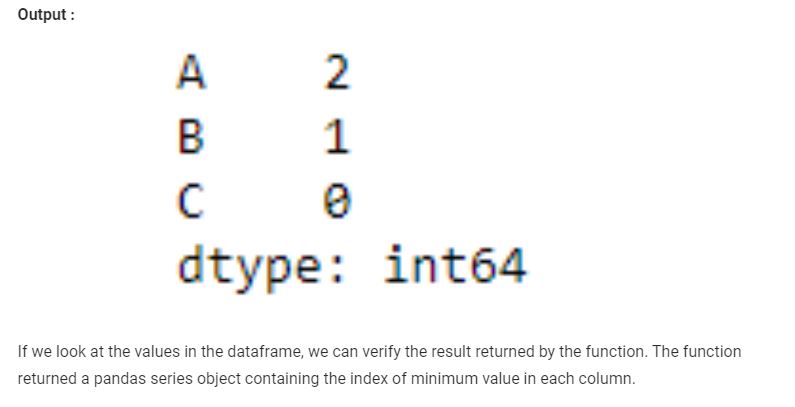 Output :
A 2
B 1
C 0
dtype: int64
If we look at the values in the dataframe, we can verify the result returned by the function. The function
returned a pandas series object containing the index of minimum value in each column.